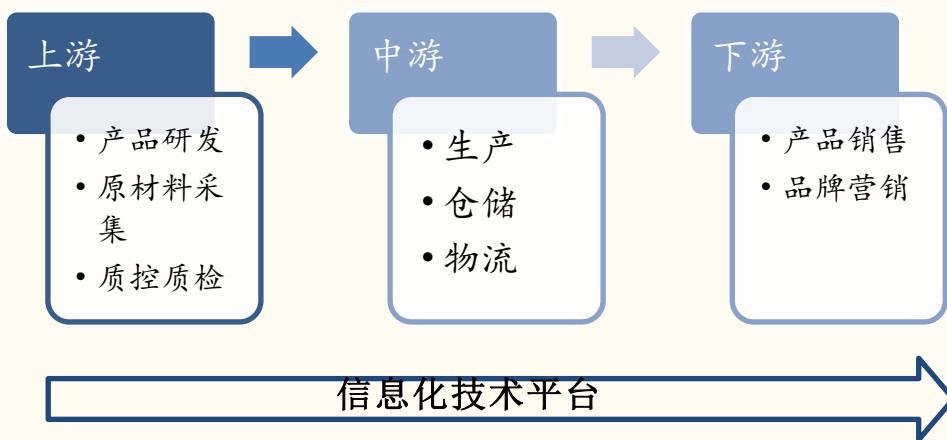 上游
• 产品研发
• 原材料采
集
• 质控质检
中游
• 生产
• 仓储
• 物流
下游
• 产品销售
• 品牌营销
信息化技术平台